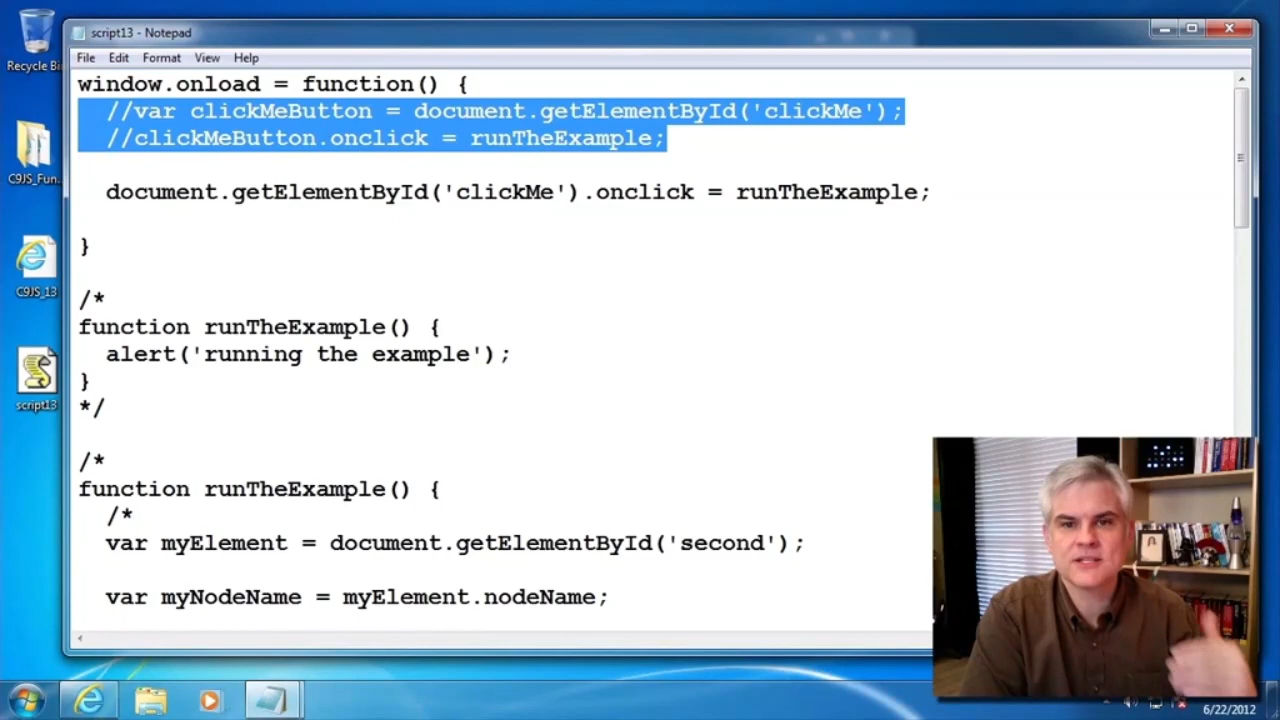 script13 - Notepad
Recycle Bi
File Edit Format View Help
window.onload = function() {
//var clickMeButton = document.getElementById('clickMe');
//clickMeButton.onclick = runTheExample;
C9JS_Fun...
document.getElementById('clickMe').onclick = runTheExample;
}
C9JS_13
/*
function runTheExample() {
alert('running the example');
}
script13
*/
/*
function runTheExample() {
/*
var myElement = document.getElementById('second');
var myNodeName = myElement.nodeName;
6/22/2012